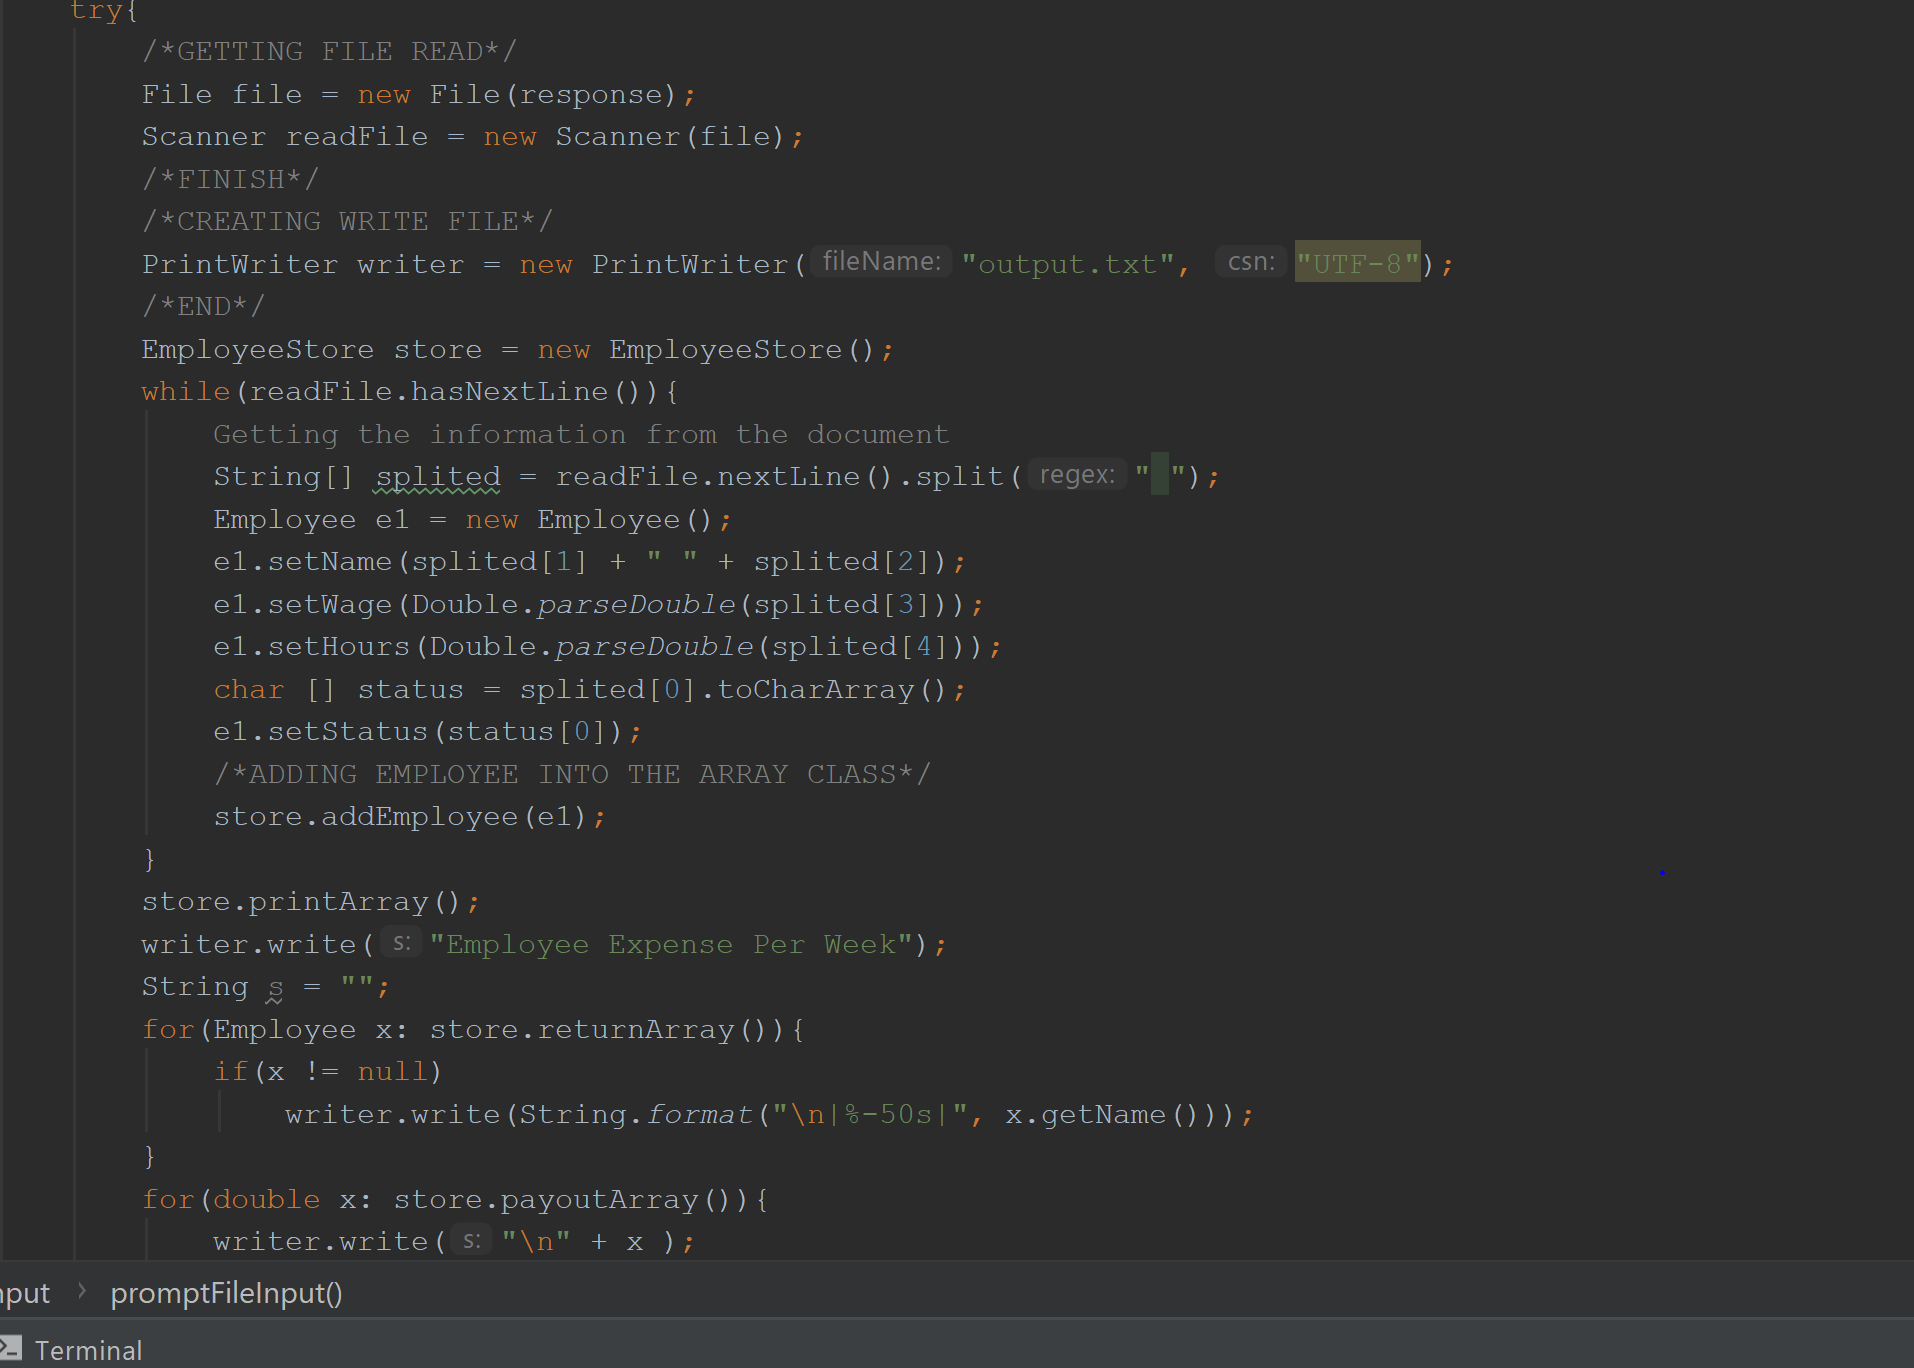 try{
/*GETTING FILE READ*/
File file = new File(response);
Scanner readFile = new Scanner(file);
/*FINISH*/
/*CREATING WRITE FILE*/
PrintWriter writer = new PrintWriter( fileName: "output.txt", csn: "UTF-8");
/*END*/
EmployeeStore store = new EmployeeStore();
while(readFile.hasNextLine()){
Getting the information from the document
String[] splited = readFile.nextLine().split( regex: " ");
Employee e1 = new Employee();
e1.setName(splited[1] + " " + splited[2]);
e1.setWage(Double.parseDouble(splited[3]));
e1.setHours(Double.parseDouble(splited[4]));
char [] status = splited[0].toCharArray();
e1.setStatus(status[0]);
/*ADDING EMPLOYEE INTO THE ARRAY CLASS*/
store.addEmployee(e1);
}
store.printArray();
writer.write( s: "Employee Expense Per Week");
String s = "";
for(Employee x: store.returnArray()){
if(x != null)
writer.write(String.format("\n|%-50s|", x.getName()));
}
for(double x: store.payoutArray()){
writer.write( s: "\n" + x );
nput > promptFileInput()
Terminal